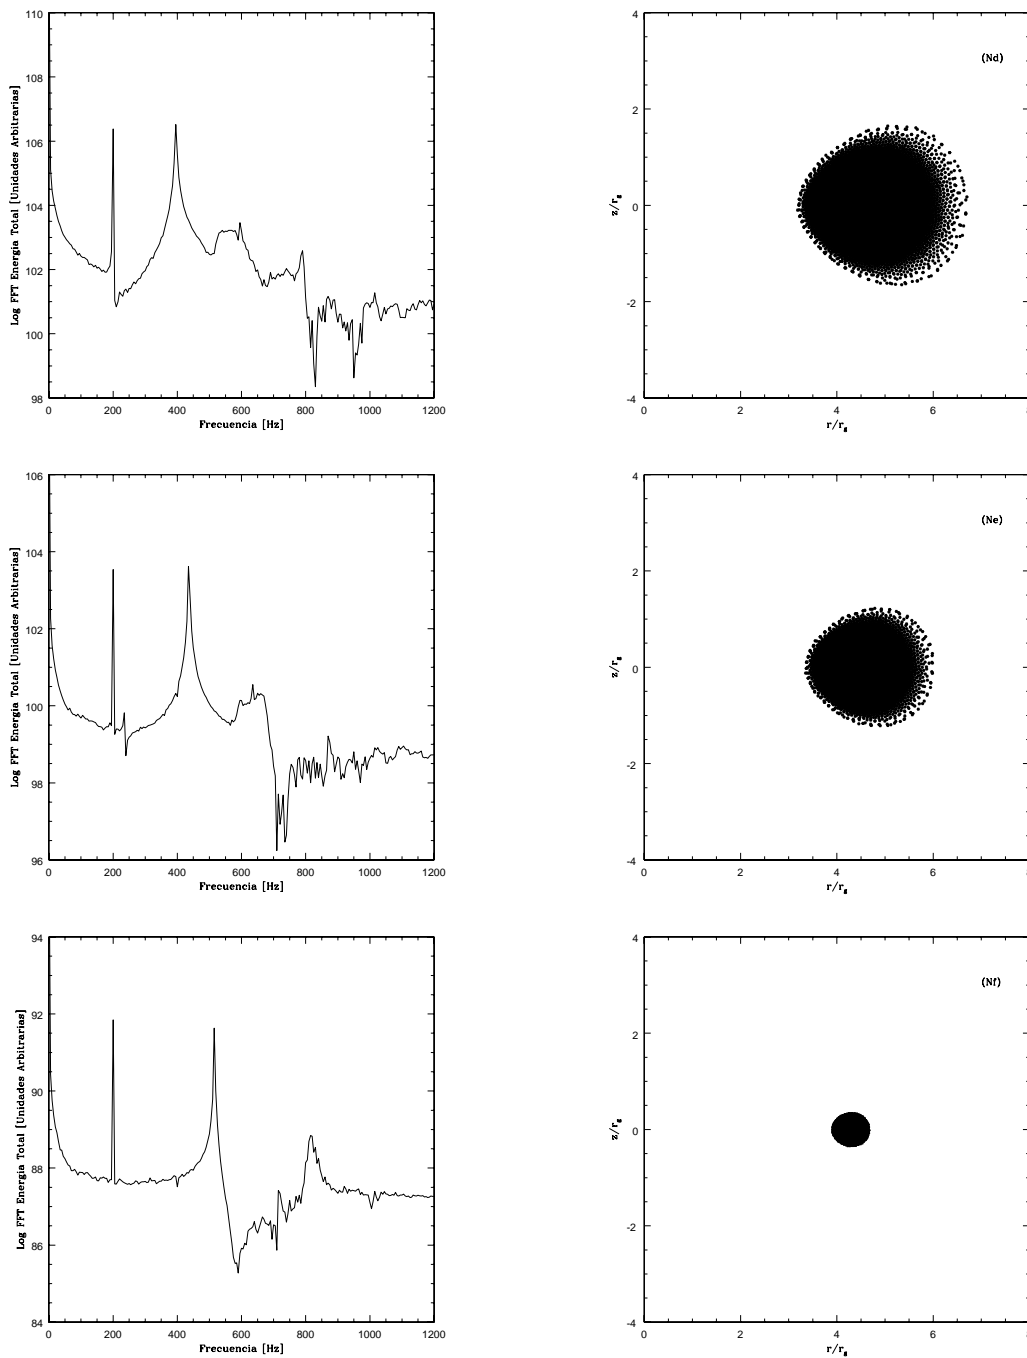 110
108
106
104
102
100
98
0 200 400 600 800 1000 1200
Log FFT Energia Total [Unidades Arbitrarias]
Frecuencia [Hz]
4
2
0
-2
-4
0 2 4 6
z/rg
r/rg
(Nd)
106
104
102
100
98
96
0 200 400 600 800 1000 1200
Log FFT Energia Total [Unidades Arbitrarias]
Frecuencia [Hz]
4
2
0
-2
-4
0 2 4 6
z/rg
r/rg
(Ne)
94
92
90
88
86
84
0 200 400 600 800 1000 1200
Log FFT Energia Total [Unidades Arbitrarias]
Frecuencia [Hz]
4
2
0
-2
-4
0 2 4 6
z/rg
r/rg
(Nf)